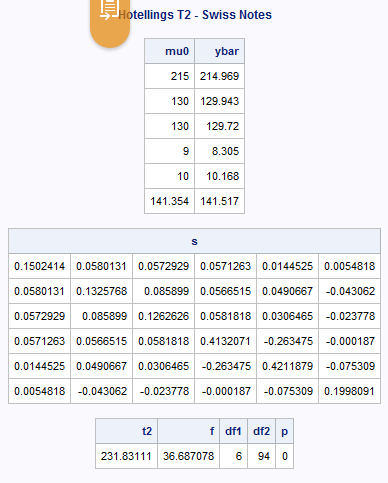 Hotellings T2 - Swiss Notes
mu0 ybar
215 214.969
130 129.943
130 129.72
9 8.305
10 10.168
141.354 141.517
s
0.1502414 0.0580131 0.0572929 0.0571263 0.0144525 0.0054818
0.0580131 0.1325768 0.085899 0.0566515 0.0490667 -0.043062
0.0572929 0.085899 0.1262626 0.0581818 0.0306465 -0.023778
0.0571263 0.0566515 0.0581818 0.4132071 -0.263475 -0.000187
0.0144525 0.0490667 0.0306465 -0.263475 0.4211879 -0.075309
0.0054818 -0.043062 -0.023778 -0.000187 -0.075309 0.1998091
t2 f df1 df2 p
231.83111 36.687078 6 94 0